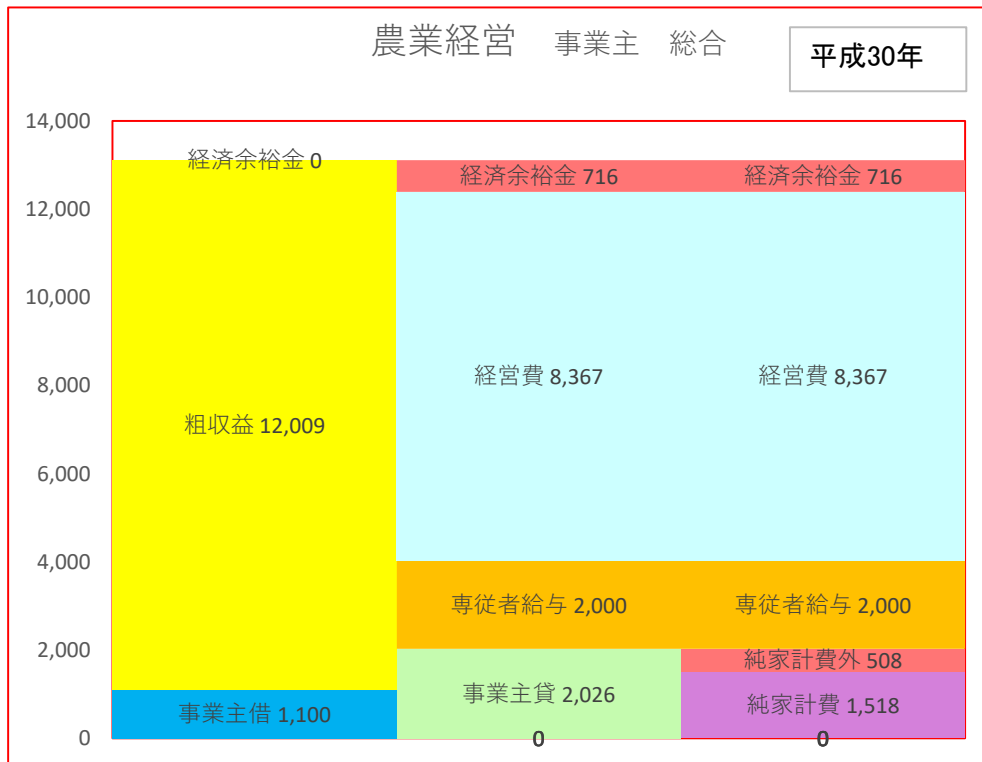 農業経営　事業主　総合
平成30年
14,000
経済余裕金 0
経済余裕金 716
経済余裕金 716
12,000
10,000
8,000
経営費 8,367
経営費 8,367
粗収益 12,009
6,000
4,000
専従者給与 2,000
専従者給与 2,000
2,000
純家計費外 508
事業主借 1,100
事業主貸 2,026
純家計費 1,518
0
0
0